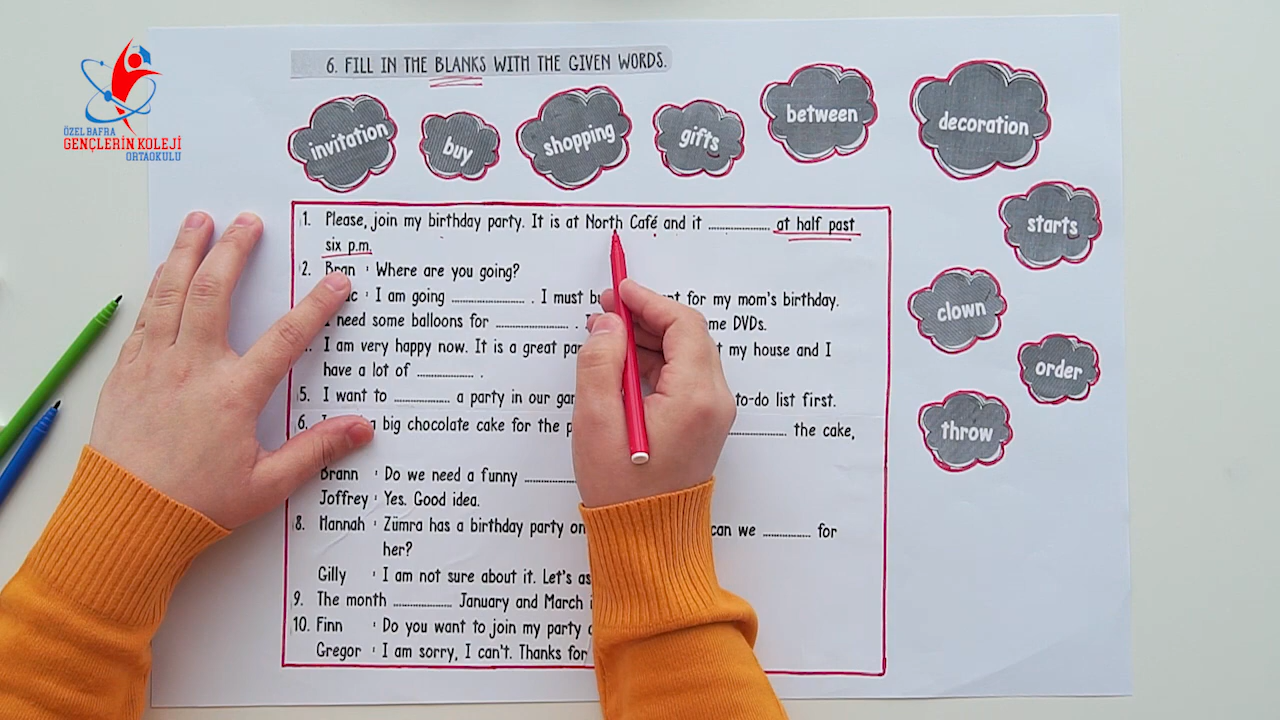 ÖZEL BAFRA
GENÇLERİN KOLEJİ
ORTAOKULU
6. FILL IN THE BLANKS WITH THE GIVEN WORDS.
invitation
buy
shopping
gifts
between
decoration
starts
clown
order
throw
1. Please, join my birthday party. It is at North Café and it .................... at half past
six p.m.
2. Bran : Where are you going?
: I am going ........................ . I must for my mom's birthday.
I need some balloons for ........................ . DVDs.
I am very happy now. It is a great my house and I
have a lot of ................... .
5. I want to ................... a party in our to-do list first.
6. big chocolate cake for the ................... the cake,
Brann : Do we need a funny ...................
Joffrey : Yes. Good idea.
8. Hannah : Zümra has a birthday party can we ................ for
her?
Gilly : I am not sure about it. Let's
9. The month .................... January and March
10. Finn : Do you want to join my party
Gregor : I am sorry, I can't. Thanks for